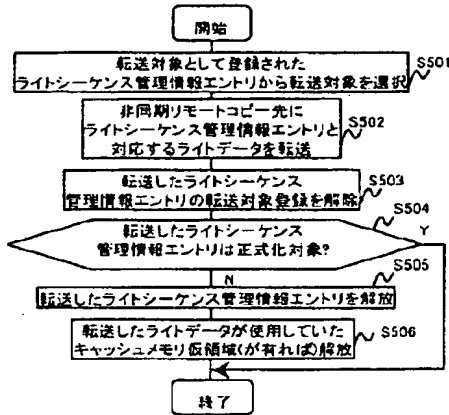 開始
転送対象として登録された
ライトシーケンス管理情報エントリから転送対象を選択
S501
非同期リモートコピー先に
ライトシーケンス管理情報エントリと
対応するライトデータを転送
S502
転送したライトシーケンス
管理情報エントリの転送対象登録を解除
S503
転送したライトシーケンス
管理情報エントリは正式化対象?
S504
Y
N
転送したライトシーケンス管理情報エントリを解放
S505
転送したライトデータが使用していた
キャッシュメモリ仮領域(が有れば)解放
S506
終了